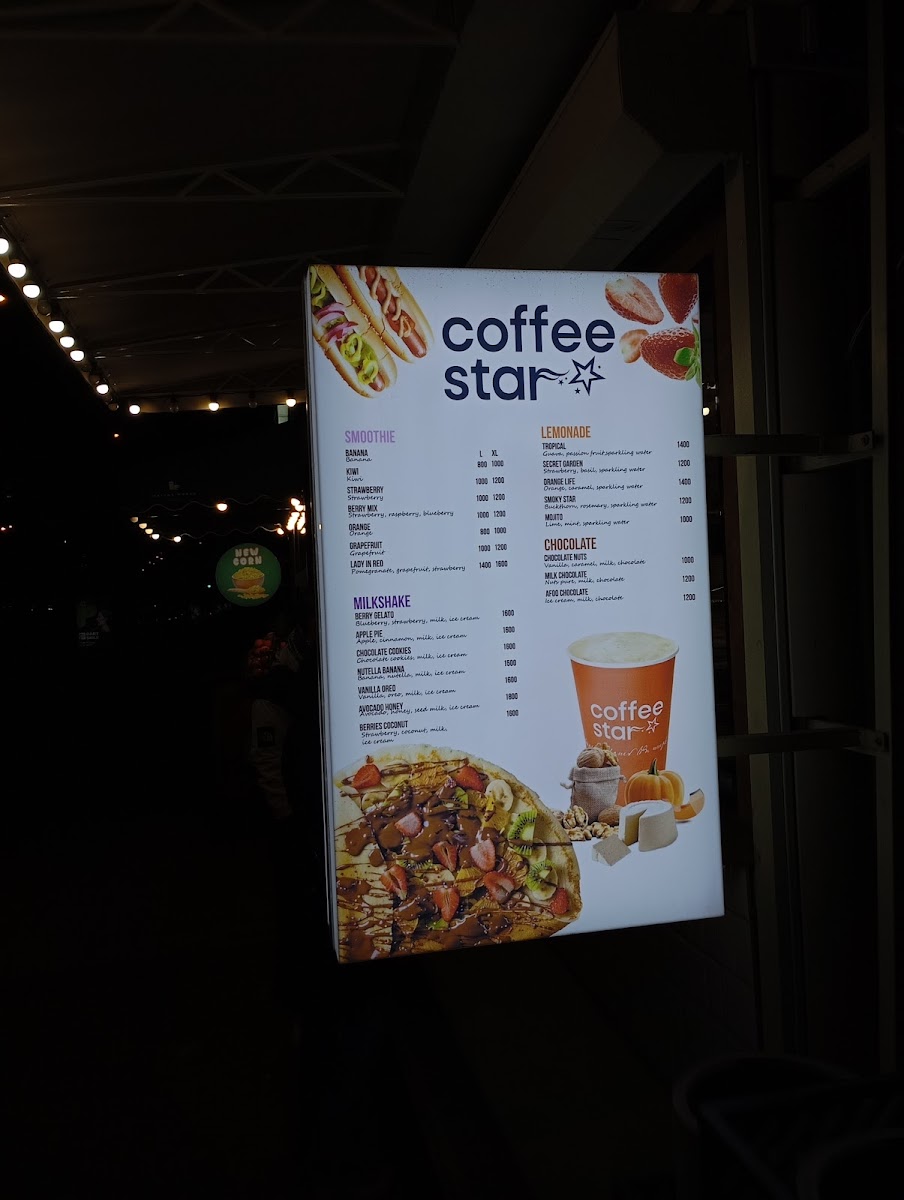 coffee
star
SMOOTHIE
L XL
BANANA
Banana
800 1000
KIWI
Kiwi
1000 1200
STRAWBERRY
Strawberry
1000 1200
BERRY MIX
Strawberry, raspberry, blueberry
1000 1200
ORANGE
Orange
800 1000
GRAPEFRUIT
Grapefruit
1000 1200
LADY IN RED
Pomegranate, grapefruit, strawberry
1400 1600
MILKSHAKE
BERRY GELATO 1600
Blueberry, strawberry, milk, ice cream
APPLE PIE 1600
Apple, cinnamon, milk, ice cream
CHOCOLATE COOKIES 1600
Chocolate cookies, milk, ice cream
NUTELLA BANANA 1600
Banana, nutella, milk, ice cream
VANILLA OREO 1600
Vanilla, oreo, milk, ice cream
AVOCADO HONEY 1600
Avocado, honey, seed milk, ice cream
BERRIES COCONUT 1600
Strawberry, coconut, milk,
ice cream
LEMONADE
TROPICAL 1400
Guava, passion fruit,sparkling water
SECRET GARDEN 1200
Strawberry, basil, sparkling water
ORANGE LIFE 1400
Orange, caramel, sparkling water
SMOKY STAR 1200
Buckthorn, rosemary, sparkling water
MOJITO 1000
Lime, mint, sparkling water
CHOCOLATE
CHOCOLATE NUTS 1000
Vanilla, caramel, milk, chocolate
MILK CHOCOLATE 1200
Nuts pure, milk, chocolate
AFOO CHOCOLATE 1200
Ice cream, milk, chocolate
coffee
star
NEW
CORN